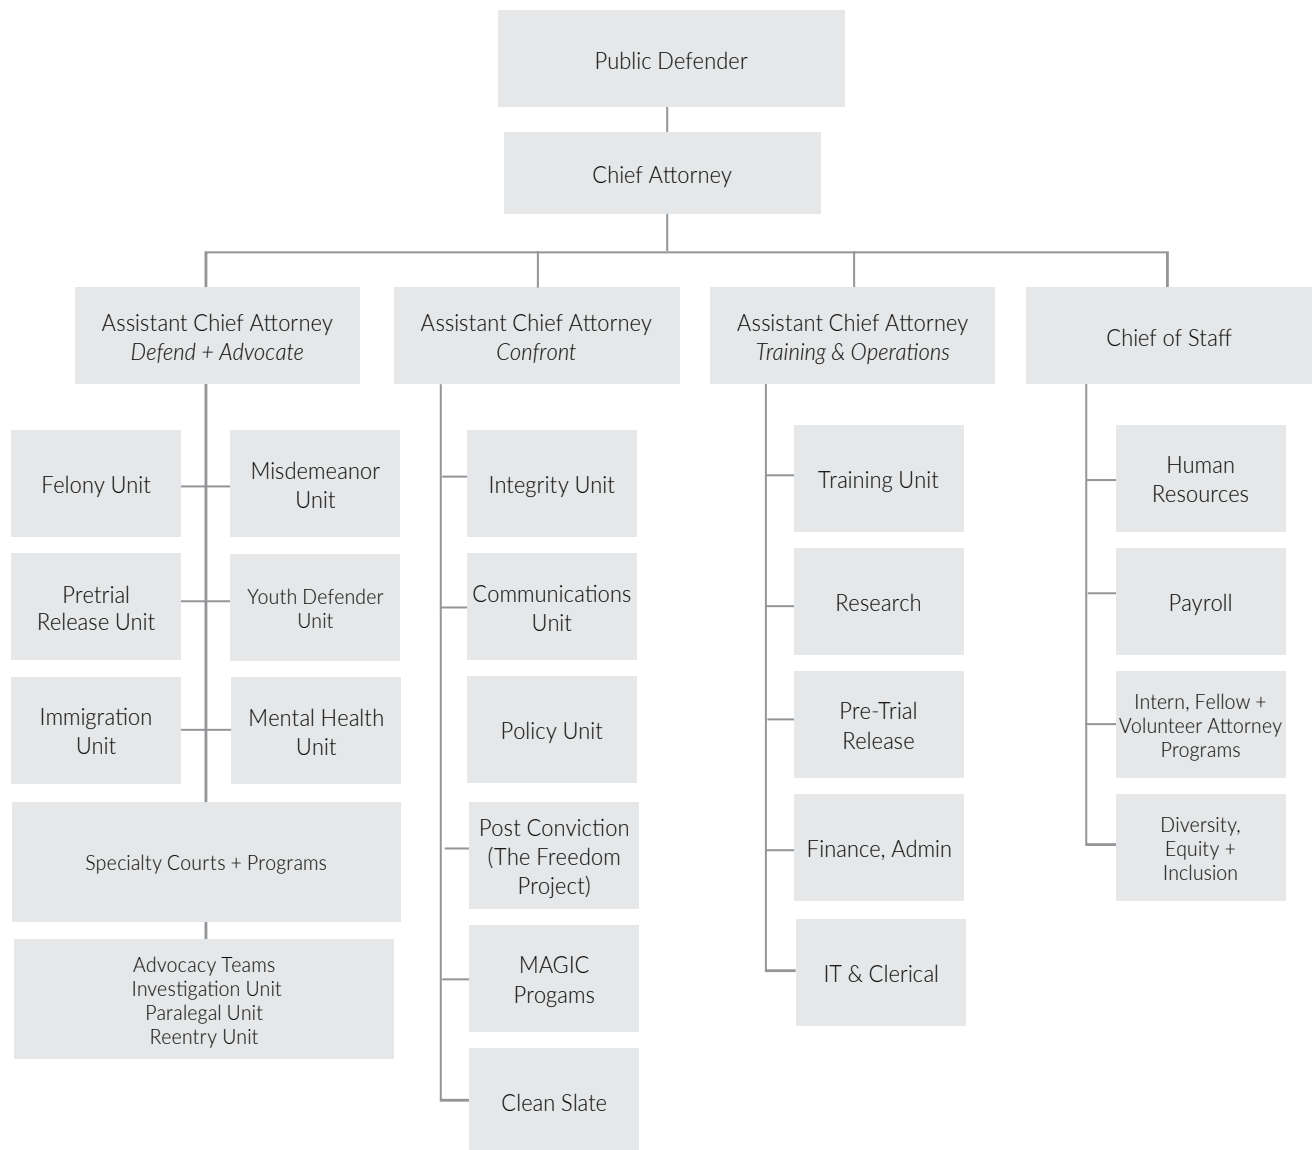 Public Defender
Chief Attorney
Assistant Chief Attorney
Defend + Advocate
Assistant Chief Attorney
Confront
Assistant Chief Attorney
Training & Operations
Chief of Staff
Felony Unit
Misdemeanor
Unit
Pretrial
Release Unit
Youth Defender
Unit
Immigration
Unit
Mental Health
Unit
Specialty Courts + Programs
Advocacy Teams
Investigation Unit
Paralegal Unit
Reentry Unit
Integrity Unit
Communications
Unit
Policy Unit
Post Conviction
(The Freedom
Project)
MAGIC
Progams
Clean Slate
Training Unit
Research
Pre-Trial
Release
Finance, Admin
IT & Clerical
Human
Resources
Payroll
Intern, Fellow +
Volunteer Attorney
Programs
Diversity,
Equity +
Inclusion